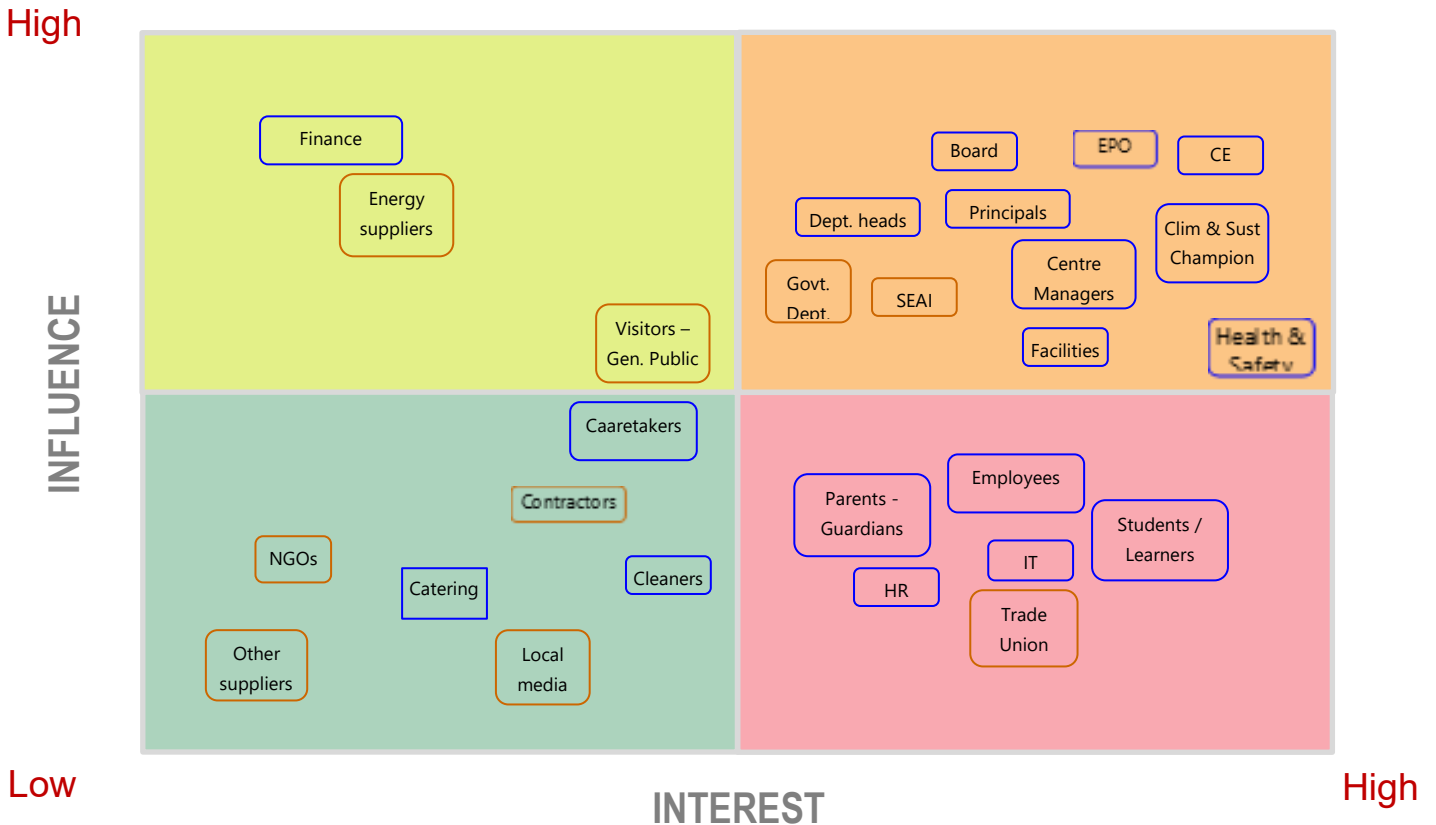 High
Finance
Energy
suppliers
Visitors –
Gen. Public
Board
EPO
CE
Dept. heads
Principals
Clim & Sust
Champion
Centre
Managers
Govt.
Dept.
SEAI
Facilities
Health &
Safety
INFLUENCE
Caaretakers
Contractors
NGOs
Catering
Cleaners
Other
suppliers
Local
media
Employees
Parents -
Guardians
Students /
Learners
IT
HR
Trade
Union
Low
INTEREST
High